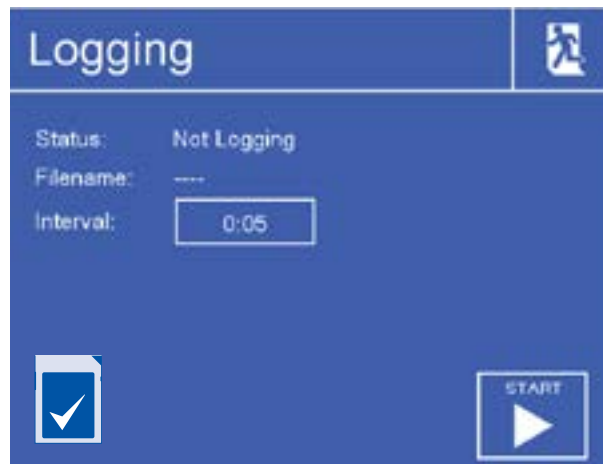 Logging
Status: Not Logging
Filename: ----
Interval: 0:05
START